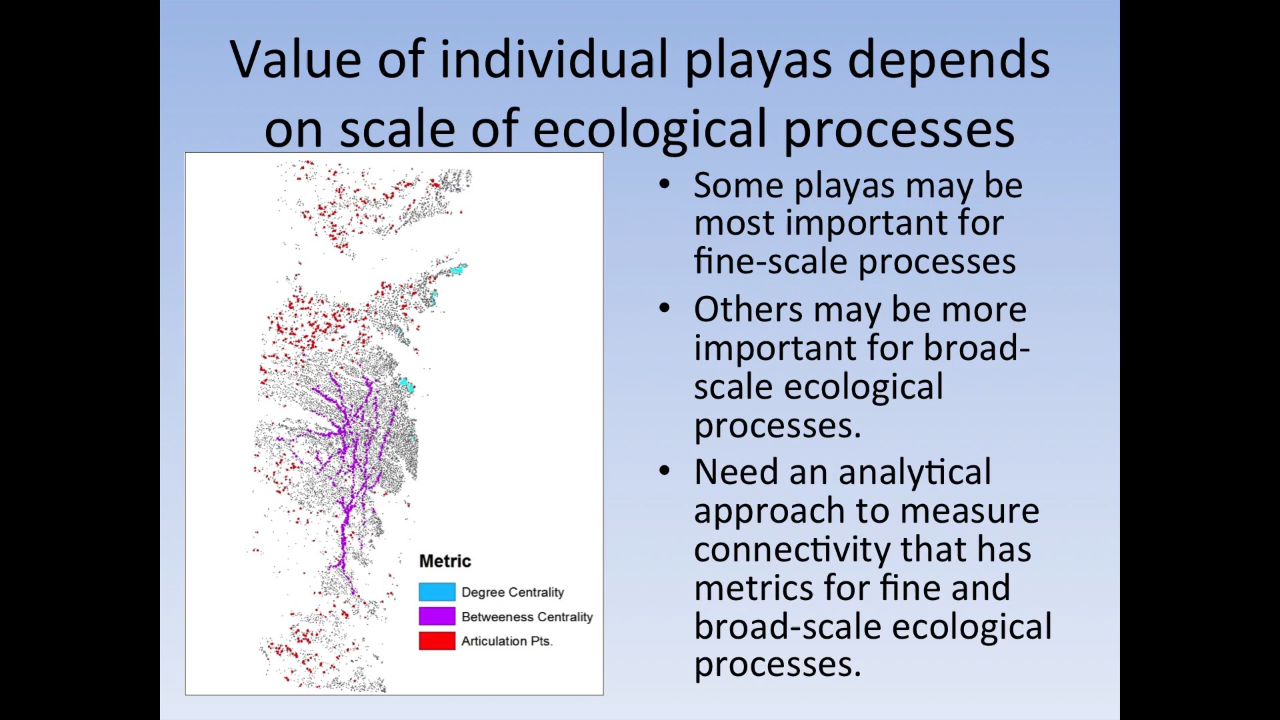 Value of individual playas depends
on scale of ecological processes
• Some playas may be
most important for
fine-scale processes
• Others may be more
important for broad-
scale ecological
processes.
• Need an analytical
approach to measure
connectivity that has
metrics for fine and
broad-scale ecological
processes.
Metric
Degree Centrality
Betweeness Centrality
Articulation Pts.